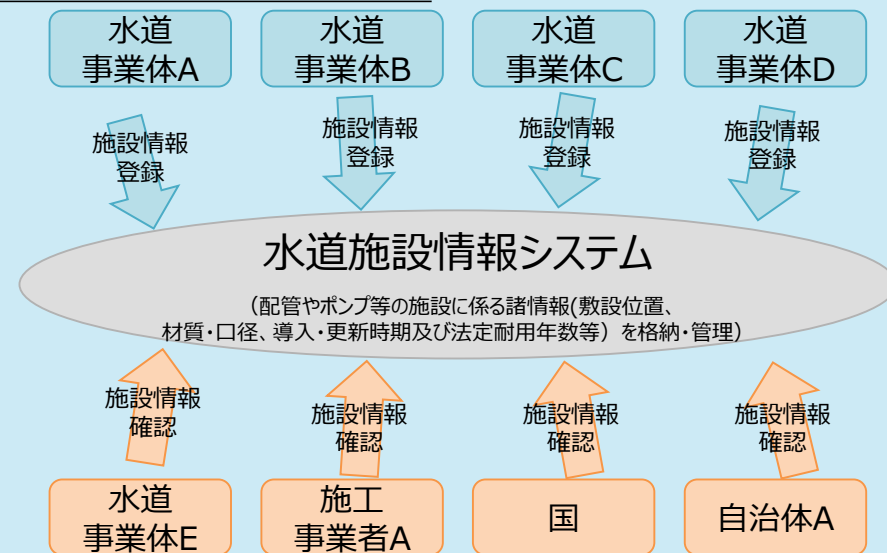 水道
事業体A
水道
事業体B
水道
事業体C
水道
事業体D
施設情報
登録
施設情報
登録
施設情報
登録
施設情報
登録
水道施設情報システム
（配管やポンプ等の施設に係る諸情報(敷設位置、
材質・口径、導入・更新時期及び法定耐用年数等）を格納・管理）
施設情報
確認
施設情報
確認
施設情報
確認
施設情報
確認
水道
事業体E
施工
事業者A
国
自治体A